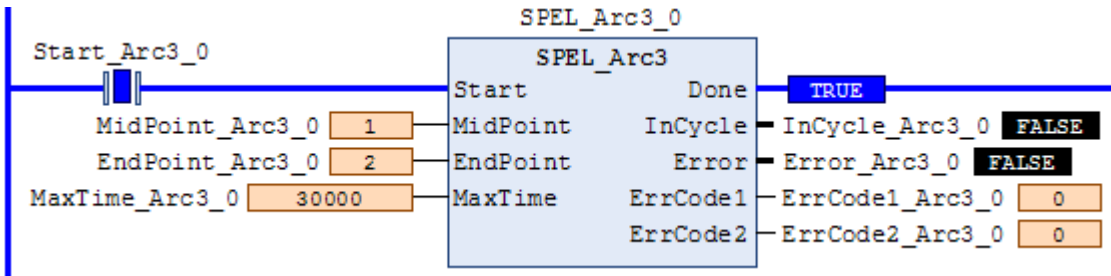 SPEL_Arc3_0
Start_Arc3_0 SPEL_Arc3
Start Done TRUE
MidPoint_Arc3_0 1 MidPoint InCycle InCycle_Arc3_0 FALSE
EndPoint_Arc3_0 2 EndPoint Error Error_Arc3_0 FALSE
MaxTime_Arc3_0 30000 MaxTime ErrCode1 ErrCode1_Arc3_0 0
ErrCode2 ErrCode2_Arc3_0 0